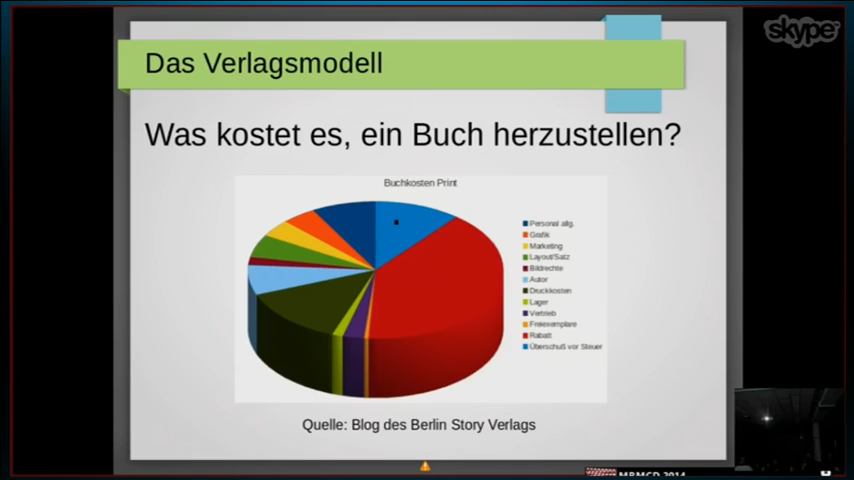 skype
Das Verlagsmodell
Was kostet es, ein Buch herzustellen?
Buchkosten Print
Personal allg.
Grafik
Marketing
Layout/Satz
Bildrechte
Autor
Druckkosten
Lager
Vertrieb
Freiexemplare
Rabatt
Überschuß vor Steuer
Quelle: Blog des Berlin Story Verlags
MRMCD 2014